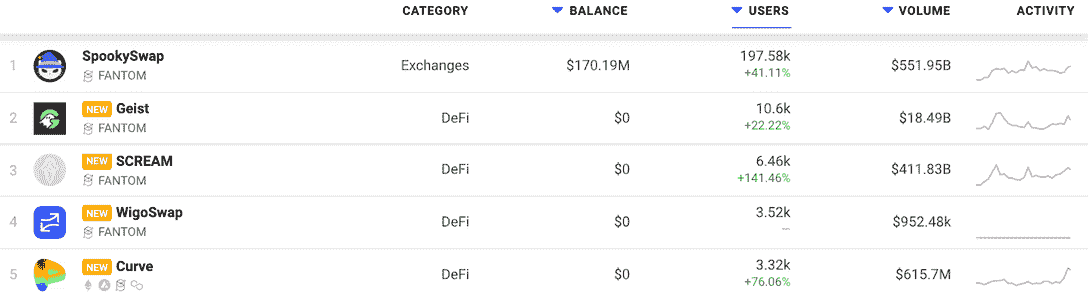 CATEGORY BALANCE USERS VOLUME ACTIVITY
1 SpookySwap FANTOM Exchanges $170.19M 197.58k +41.11% $551.95B
2 NEW Geist FANTOM DeFi $0 10.6k +22.22% $18.49B
3 NEW SCREAM FANTOM DeFi $0 6.46k +141.46% $411.83B
4 NEW WigoSwap FANTOM DeFi $0 3.52k $952.48k
5 NEW Curve DeFi $0 3.32k +76.06% $615.7M